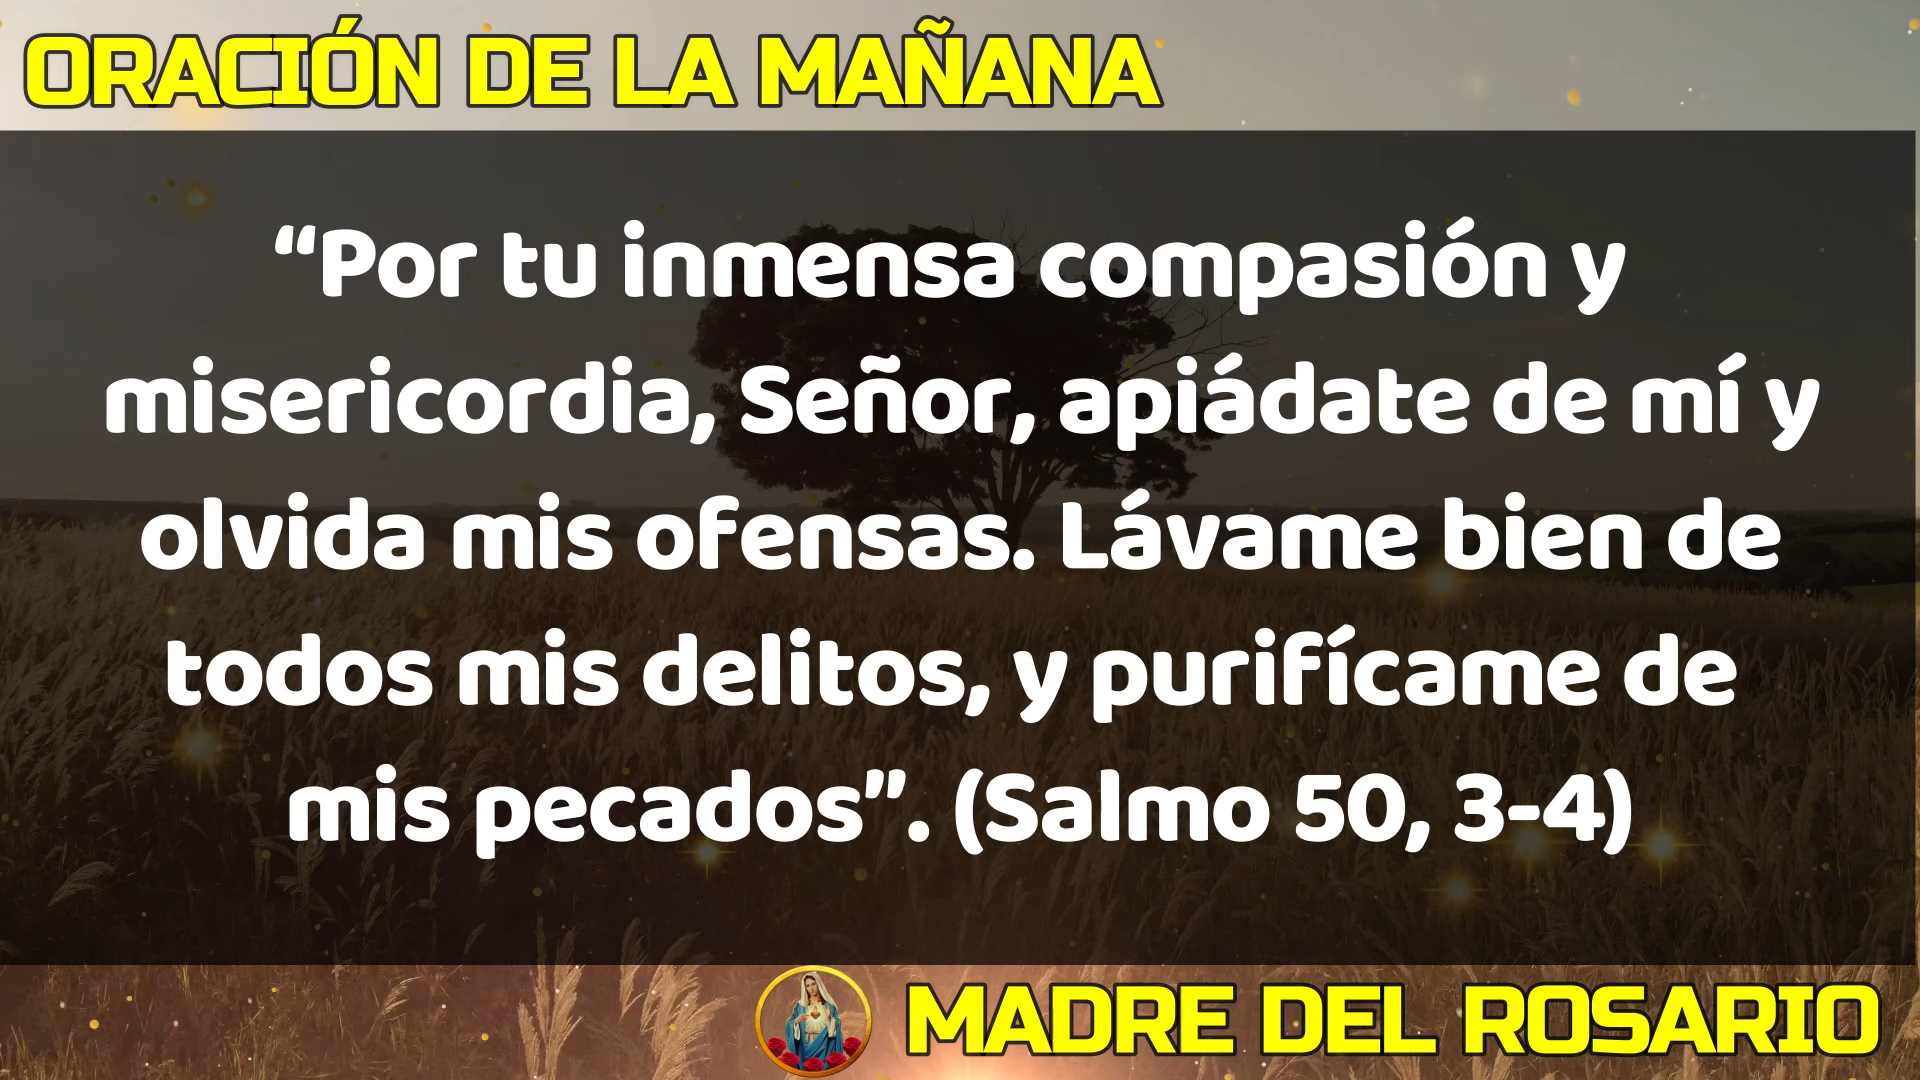 ORACIÓN DE LA MAÑANA
“Por tu inmensa compasión y
misericordia, Señor, apiádate de mí y
olvida mis ofensas. Lávame bien de
todos mis delitos, y purifícame de
mis pecados”. (Salmo 50, 3-4)
MADRE DEL ROSARIO